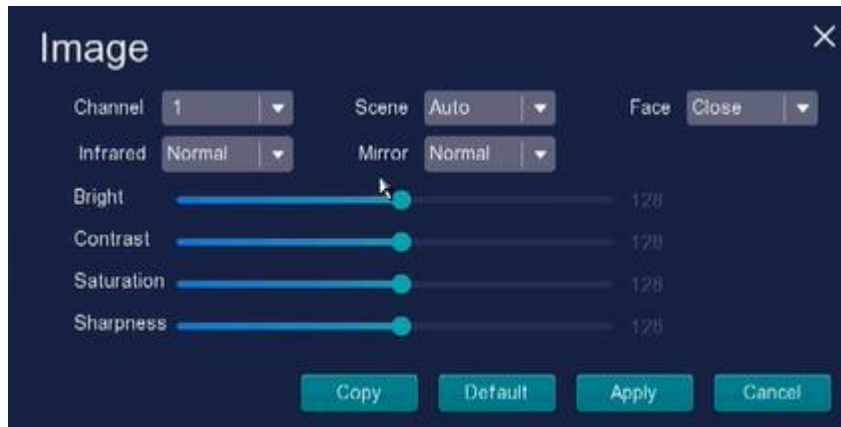 Image
Channel 1 Scene Auto Face Close
Infrared Normal Mirror Normal
Bright 128
Contrast 128
Saturation 128
Sharpness 128
Copy Default Apply Cancel